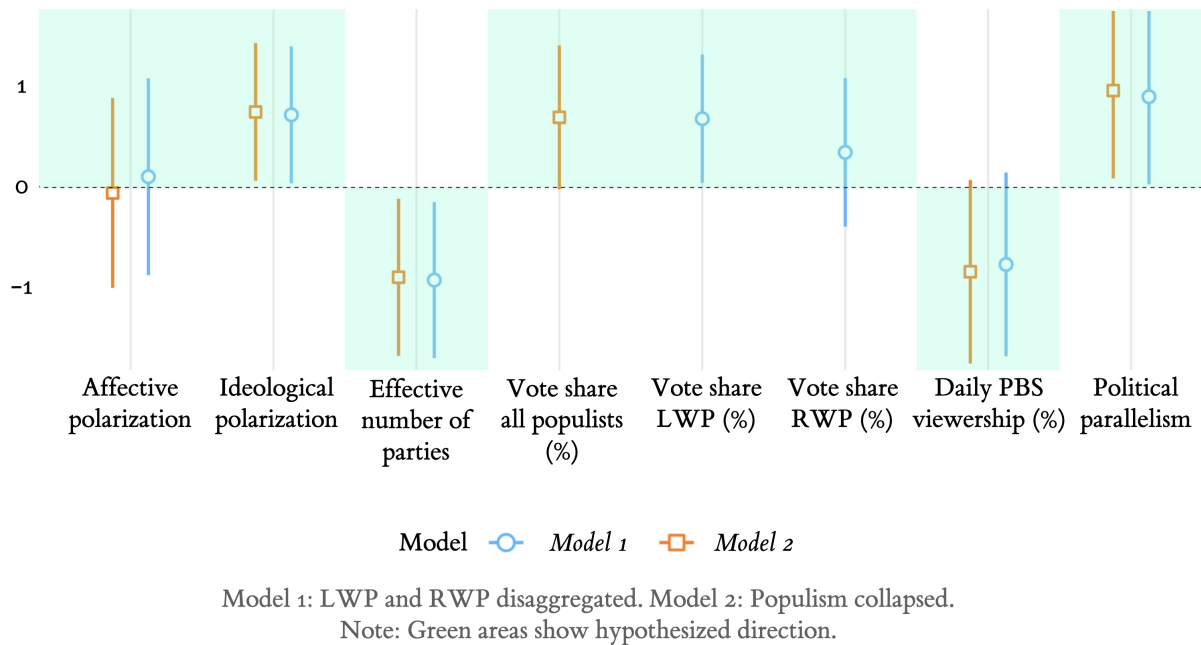 1
0
−1
Affective polarization
Ideological polarization
Effective number of parties
Vote share all populists (%)
Vote share LWP (%)
Vote share RWP (%)
Daily PBS viewership (%)
Political parallelism
Model Model 1 Model 2
Model 1: LWP and RWP disaggregated. Model 2: Populism collapsed.
Note: Green areas show hypothesized direction.